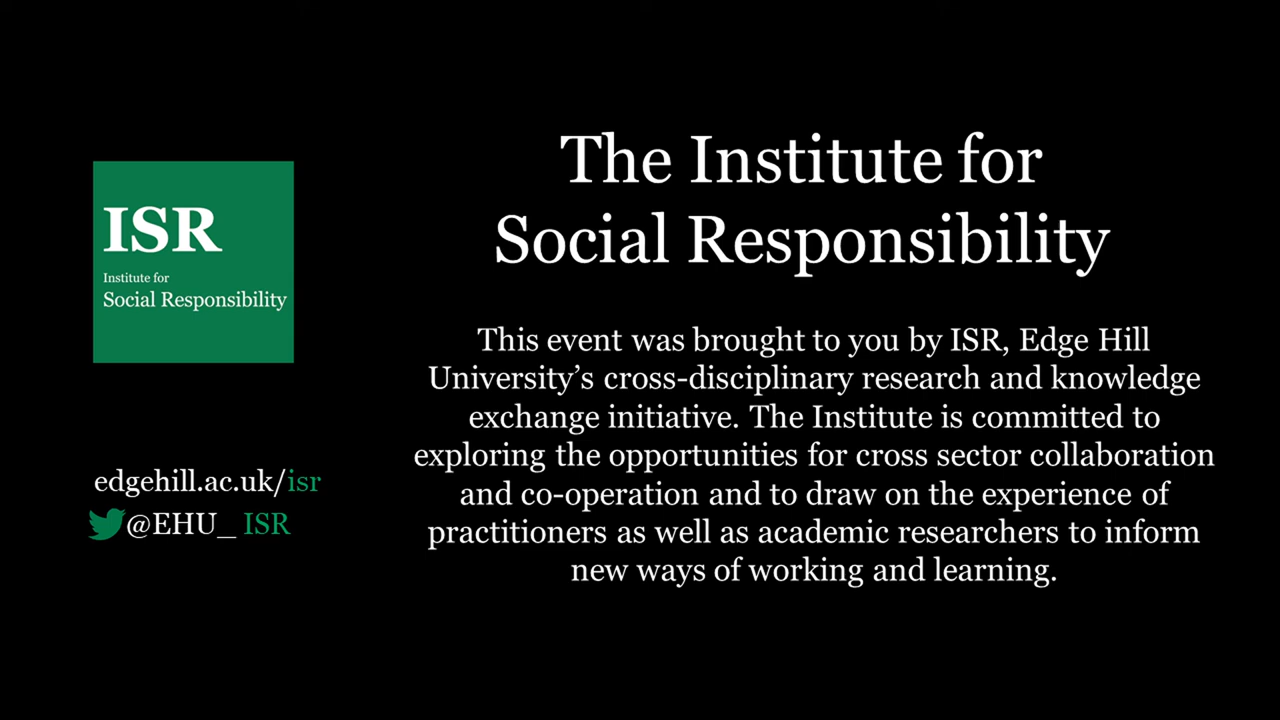 ISR
Institute for
Social Responsibility
edgehill.ac.uk/isr
@EHU_ ISR
The Institute for
Social Responsibility
This event was brought to you by ISR, Edge Hill
University’s cross-disciplinary research and knowledge
exchange initiative. The Institute is committed to
exploring the opportunities for cross sector collaboration
and co-operation and to draw on the experience of
practitioners as well as academic researchers to inform
new ways of working and learning.